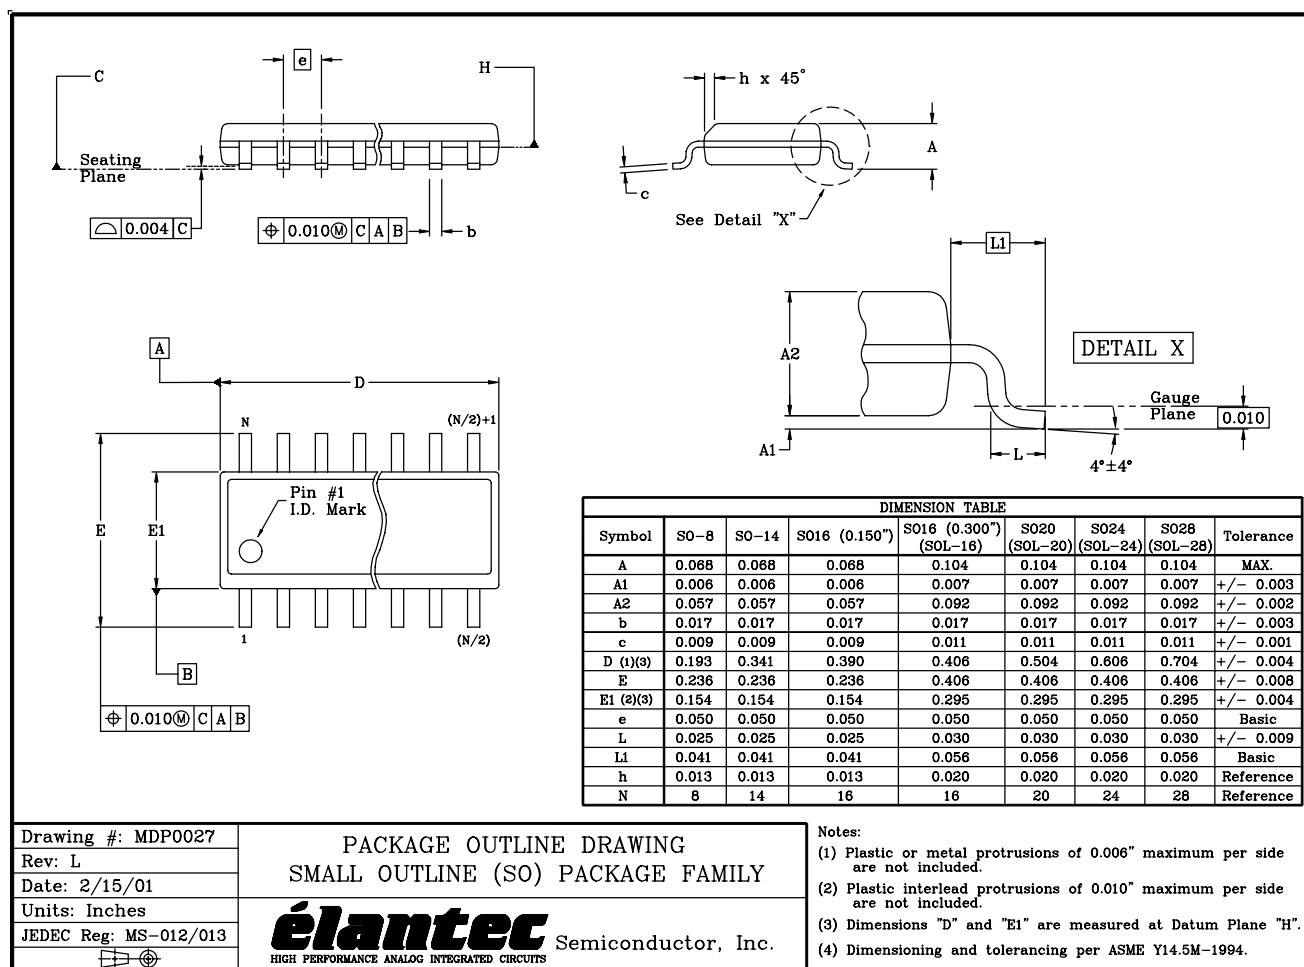 e
C
H
Seating
Plane
0.004 C
⌖ 0.010Ⓜ C A B
b
h x 45°
A
c
See Detail "X"
L1
A2
DETAIL X
Gauge
Plane
0.010
A1
L
4°±4°
A
D
N
(N/2)+1
Pin #1
I.D. Mark
E
E1
1
(N/2)
B
⌖ 0.010Ⓜ C A B
DIMENSION TABLE
Symbol SO-8 SO-14 SO16 (0.150") SO16 (0.300") (SOL-16) SO20 (SOL-20) SO24 (SOL-24) SO28 (SOL-28) Tolerance
A 0.068 0.068 0.068 0.104 0.104 0.104 0.104 MAX.
A1 0.006 0.006 0.006 0.007 0.007 0.007 0.007 +/- 0.003
A2 0.057 0.057 0.057 0.092 0.092 0.092 0.092 +/- 0.002
b 0.017 0.017 0.017 0.017 0.017 0.017 0.017 +/- 0.003
c 0.009 0.009 0.009 0.011 0.011 0.011 0.011 +/- 0.001
D (1)(3) 0.193 0.341 0.390 0.406 0.504 0.606 0.704 +/- 0.004
E 0.236 0.236 0.236 0.406 0.406 0.406 0.406 +/- 0.008
E1 (2)(3) 0.154 0.154 0.154 0.295 0.295 0.295 0.295 +/- 0.004
e 0.050 0.050 0.050 0.050 0.050 0.050 0.050 Basic
L 0.025 0.025 0.025 0.030 0.030 0.030 0.030 +/- 0.009
L1 0.041 0.041 0.041 0.056 0.056 0.056 0.056 Basic
h 0.013 0.013 0.013 0.020 0.020 0.020 0.020 Reference
N 8 14 16 16 20 24 28 Reference
Drawing #: MDP0027
Rev: L
Date: 2/15/01
Units: Inches
JEDEC Reg: MS-012/013
PACKAGE OUTLINE DRAWING
SMALL OUTLINE (SO) PACKAGE FAMILY
élantec Semiconductor, Inc.
HIGH PERFORMANCE ANALOG INTEGRATED CIRCUITS
Notes:
(1) Plastic or metal protrusions of 0.006" maximum per side
are not included.
(2) Plastic interlead protrusions of 0.010" maximum per side
are not included.
(3) Dimensions "D" and "E1" are measured at Datum Plane "H".
(4) Dimensioning and tolerancing per ASME Y14.5M-1994.